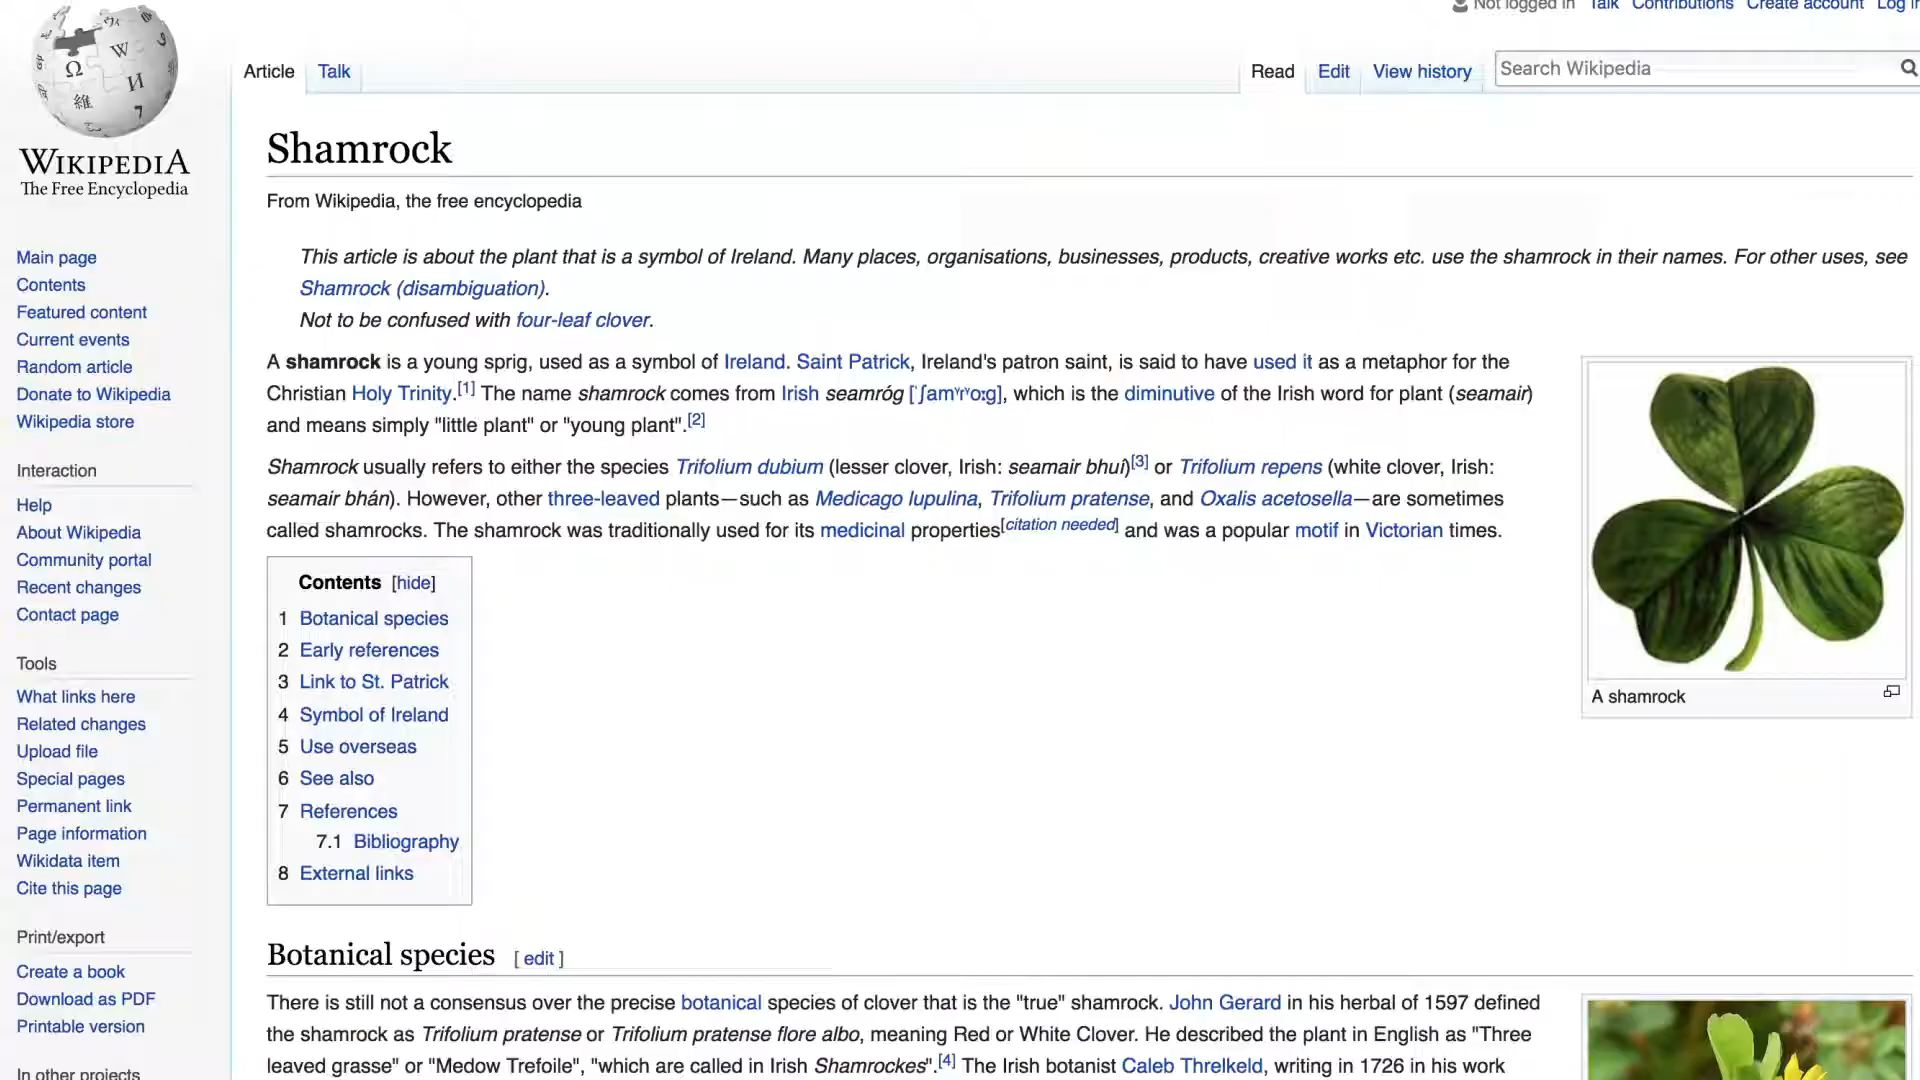 Not logged in Talk Contributions Create account Log in
Article Talk Read Edit View history Search Wikipedia
WIKIPEDIA
The Free Encyclopedia
Main page
Contents
Featured content
Current events
Random article
Donate to Wikipedia
Wikipedia store
Interaction
Help
About Wikipedia
Community portal
Recent changes
Contact page
Tools
What links here
Related changes
Upload file
Special pages
Permanent link
Page information
Wikidata item
Cite this page
Print/export
Create a book
Download as PDF
Printable version
In other projects
Shamrock
From Wikipedia, the free encyclopedia
This article is about the plant that is a symbol of Ireland. Many places, organisations, businesses, products, creative works etc. use the shamrock in their names. For other uses, see
Shamrock (disambiguation).
Not to be confused with four-leaf clover.
A shamrock is a young sprig, used as a symbol of Ireland. Saint Patrick, Ireland's patron saint, is said to have used it as a metaphor for the
Christian Holy Trinity.[1] The name shamrock comes from Irish seamróg [ˈʃamˠɾˠoːɡ], which is the diminutive of the Irish word for plant (seamair)
and means simply "little plant" or "young plant".[2]
Shamrock usually refers to either the species Trifolium dubium (lesser clover, Irish: seamair bhuí)[3] or Trifolium repens (white clover, Irish:
seamair bhán). However, other three-leaved plants—such as Medicago lupulina, Trifolium pratense, and Oxalis acetosella—are sometimes
called shamrocks. The shamrock was traditionally used for its medicinal properties[citation needed] and was a popular motif in Victorian times.
A shamrock
Contents [hide]
1 Botanical species
2 Early references
3 Link to St. Patrick
4 Symbol of Ireland
5 Use overseas
6 See also
7 References
7.1 Bibliography
8 External links
Botanical species [ edit ]
There is still not a consensus over the precise botanical species of clover that is the "true" shamrock. John Gerard in his herbal of 1597 defined
the shamrock as Trifolium pratense or Trifolium pratense flore albo, meaning Red or White Clover. He described the plant in English as "Three
leaved grasse" or "Medow Trefoile", "which are called in Irish Shamrockes".[4] The Irish botanist Caleb Threlkeld, writing in 1726 in his work